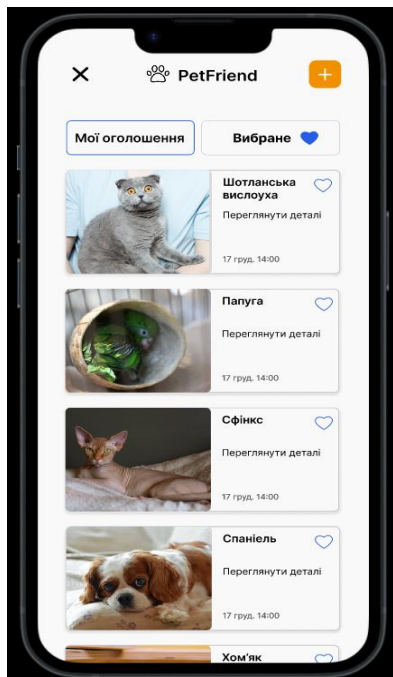 PetFriend
Мої оголошення
Вибране
Шотланська
вислоуха
Переглянути деталі
17 груд. 14:00
Папуга
Переглянути деталі
17 груд. 14:00
Сфінкс
Переглянути деталі
17 груд. 14:00
Спанієль
Переглянути деталі
17 груд. 14:00
Хом'як